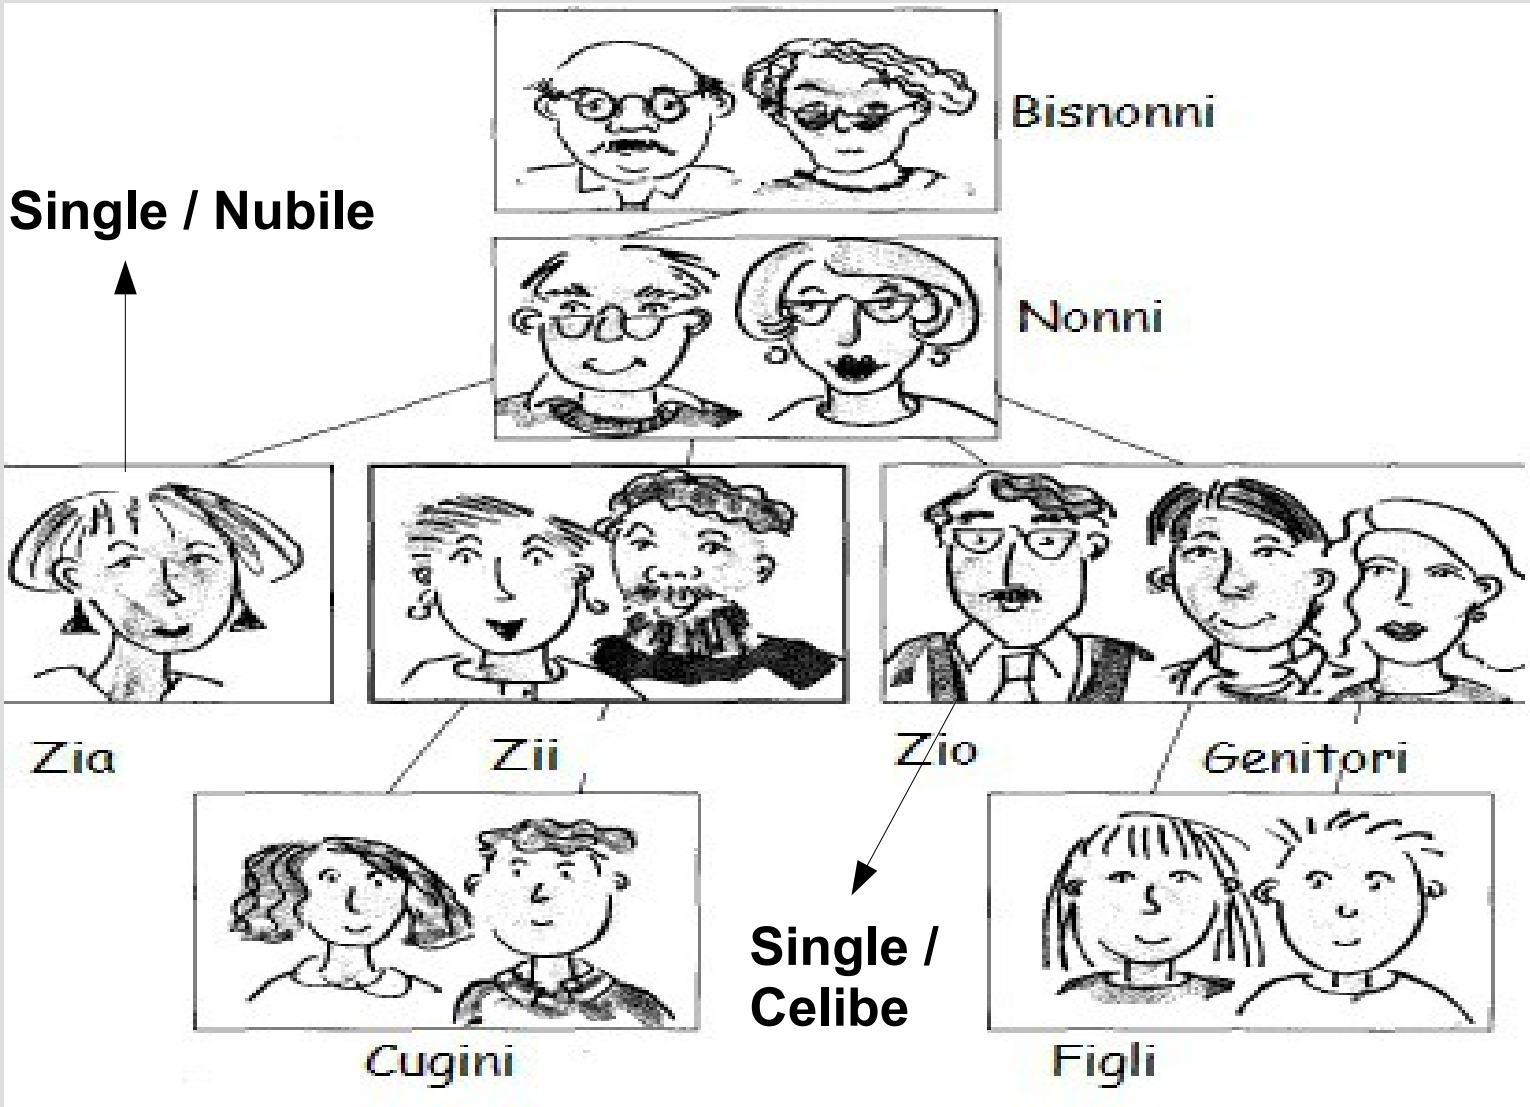 Bisnonni
Single / Nubile
Nonni
Zia
Zii
Zio
Genitori
Single /
Celibe
Cugini
Figli